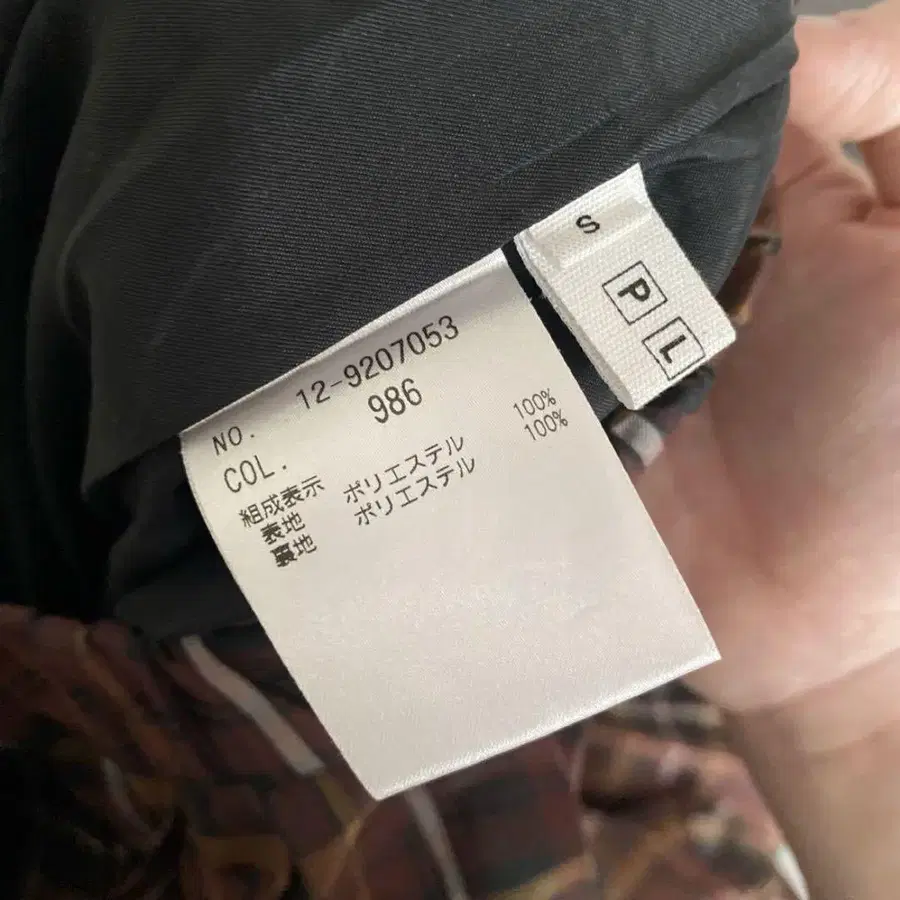 NO. 12-9207053
COL. 986
組成表示
表地 ポリエステル 100%
裏地 ポリエステル 100%
S
P
L